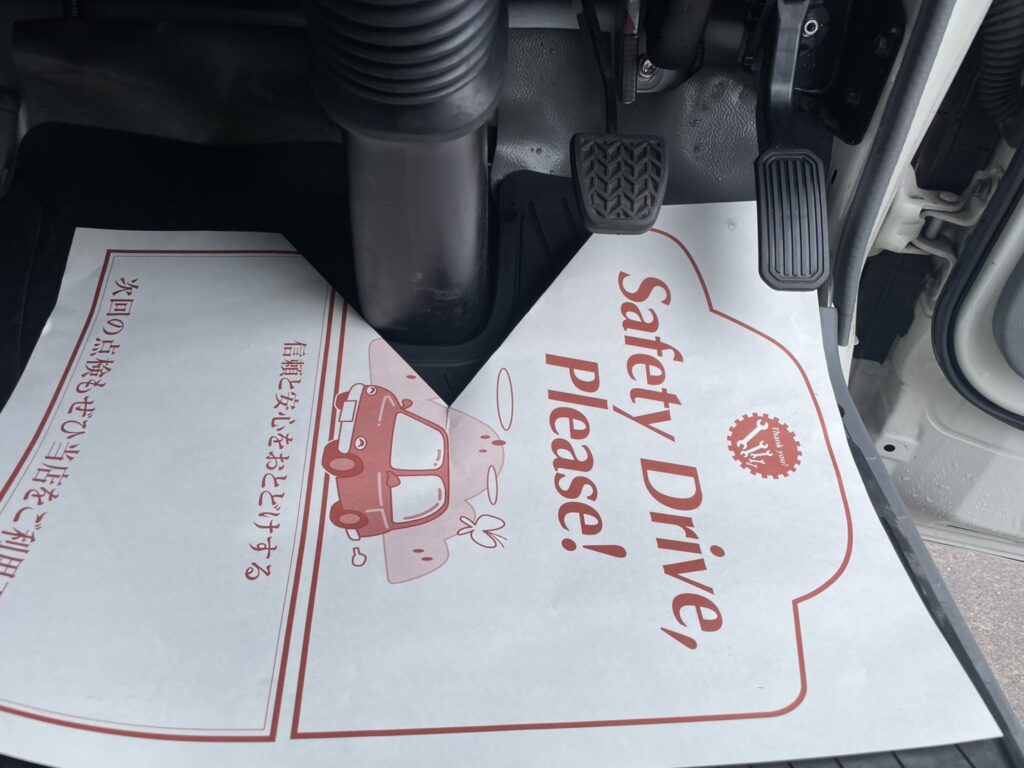 Safety Drive,
Please!
Thank you!
信頼と安心をおとどけする
次回の点検もぜひ当店をご利用